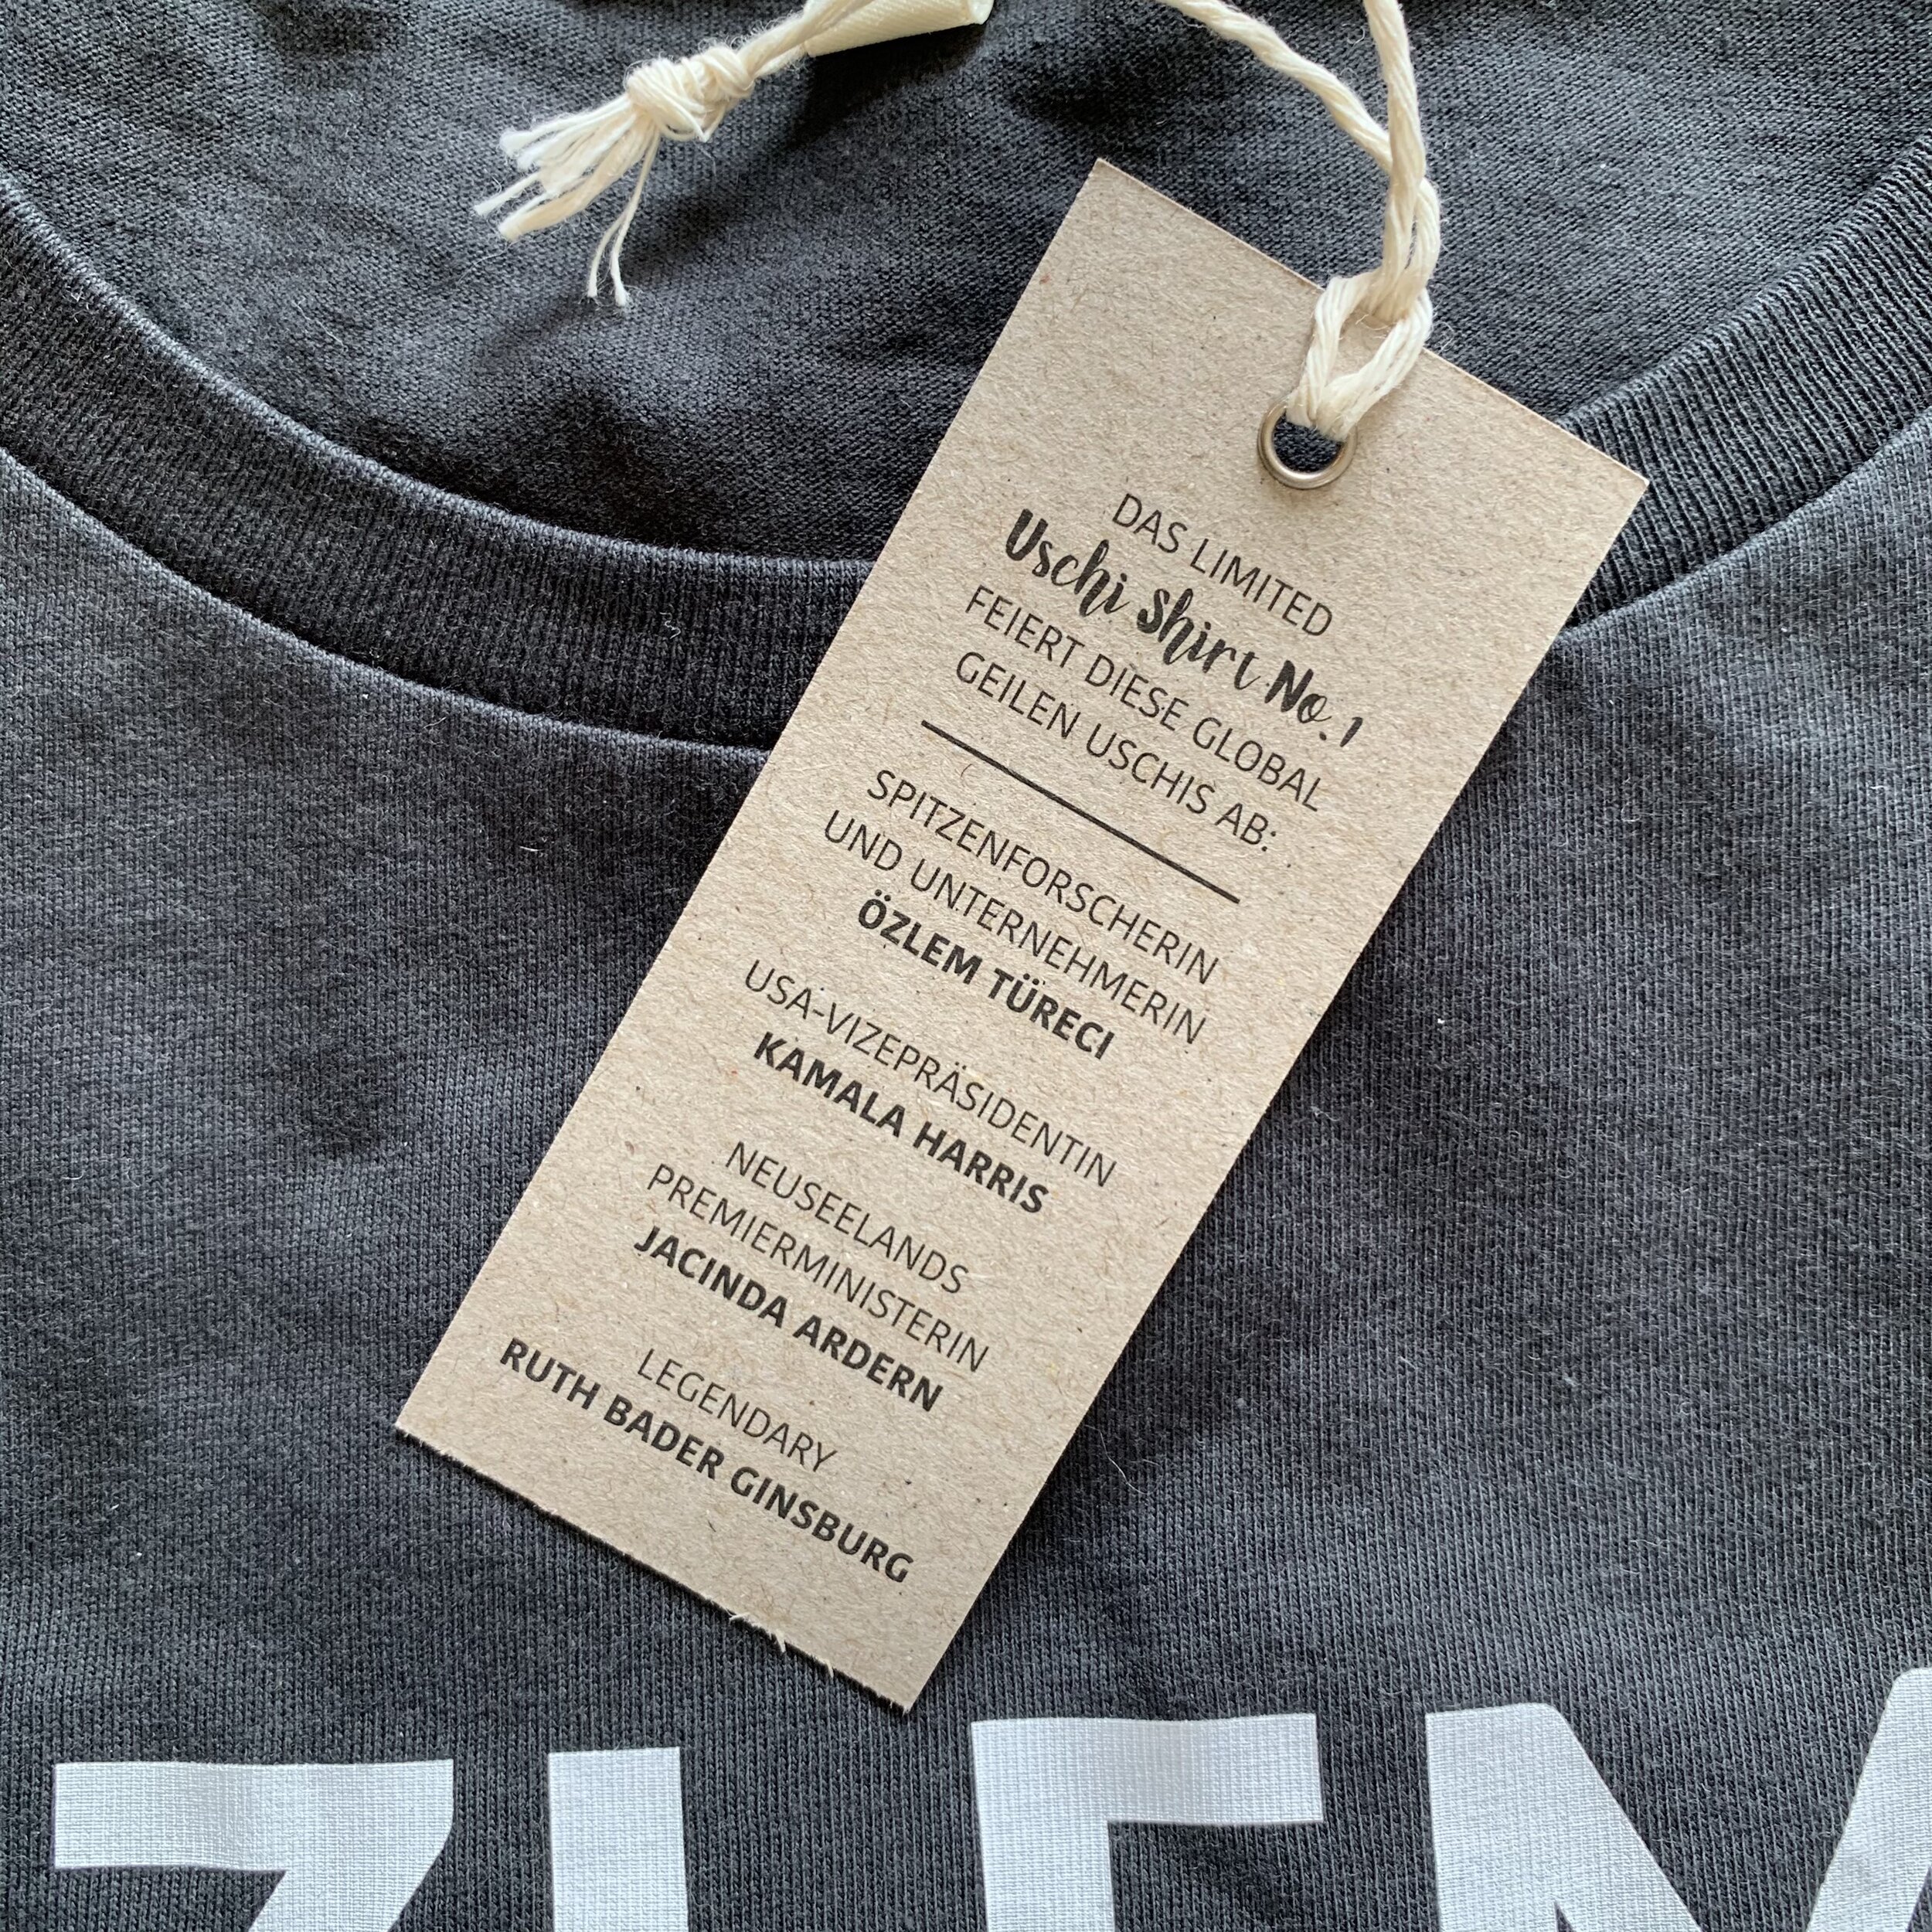 DAS LIMITED
Uschi Shirt No. 1
FEIERT DIESE GLOBAL
GEILEN USCHIS AB:
SPITZENFORSCHERIN
UND UNTERNEHMERIN
ÖZLEM TÜRECI
USA-VIZEPRÄSIDENTIN
KAMALA HARRIS
NEUSEELANDS
PREMIERMINISTERIN
JACINDA ARDERN
LEGENDARY
RUTH BADER GINSBURG
ZLEM